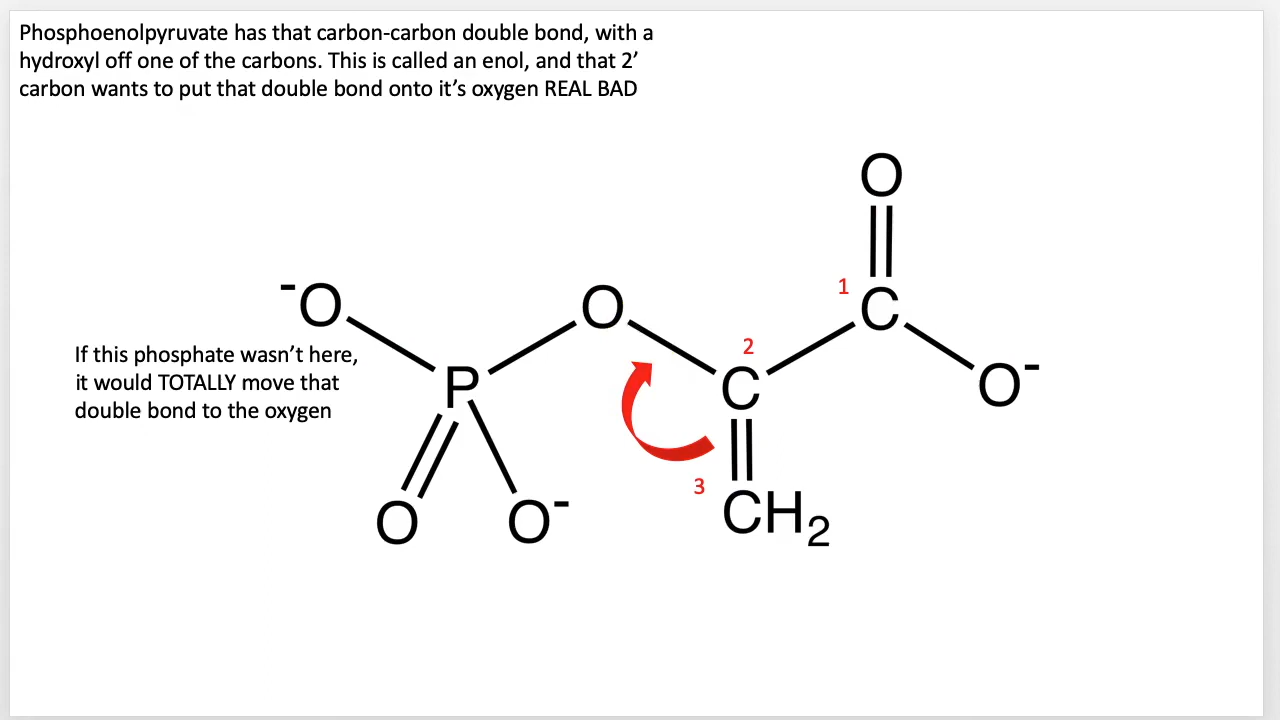 Phosphoenolpyruvate has that carbon-carbon double bond, with a
hydroxyl off one of the carbons. This is called an enol, and that 2’
carbon wants to put that double bond onto it’s oxygen REAL BAD
O
1
-O
O
C
If this phosphate wasn’t here,
it would TOTALLY move that
double bond to the oxygen
2
P
C
O-
3
O
O-
CH2